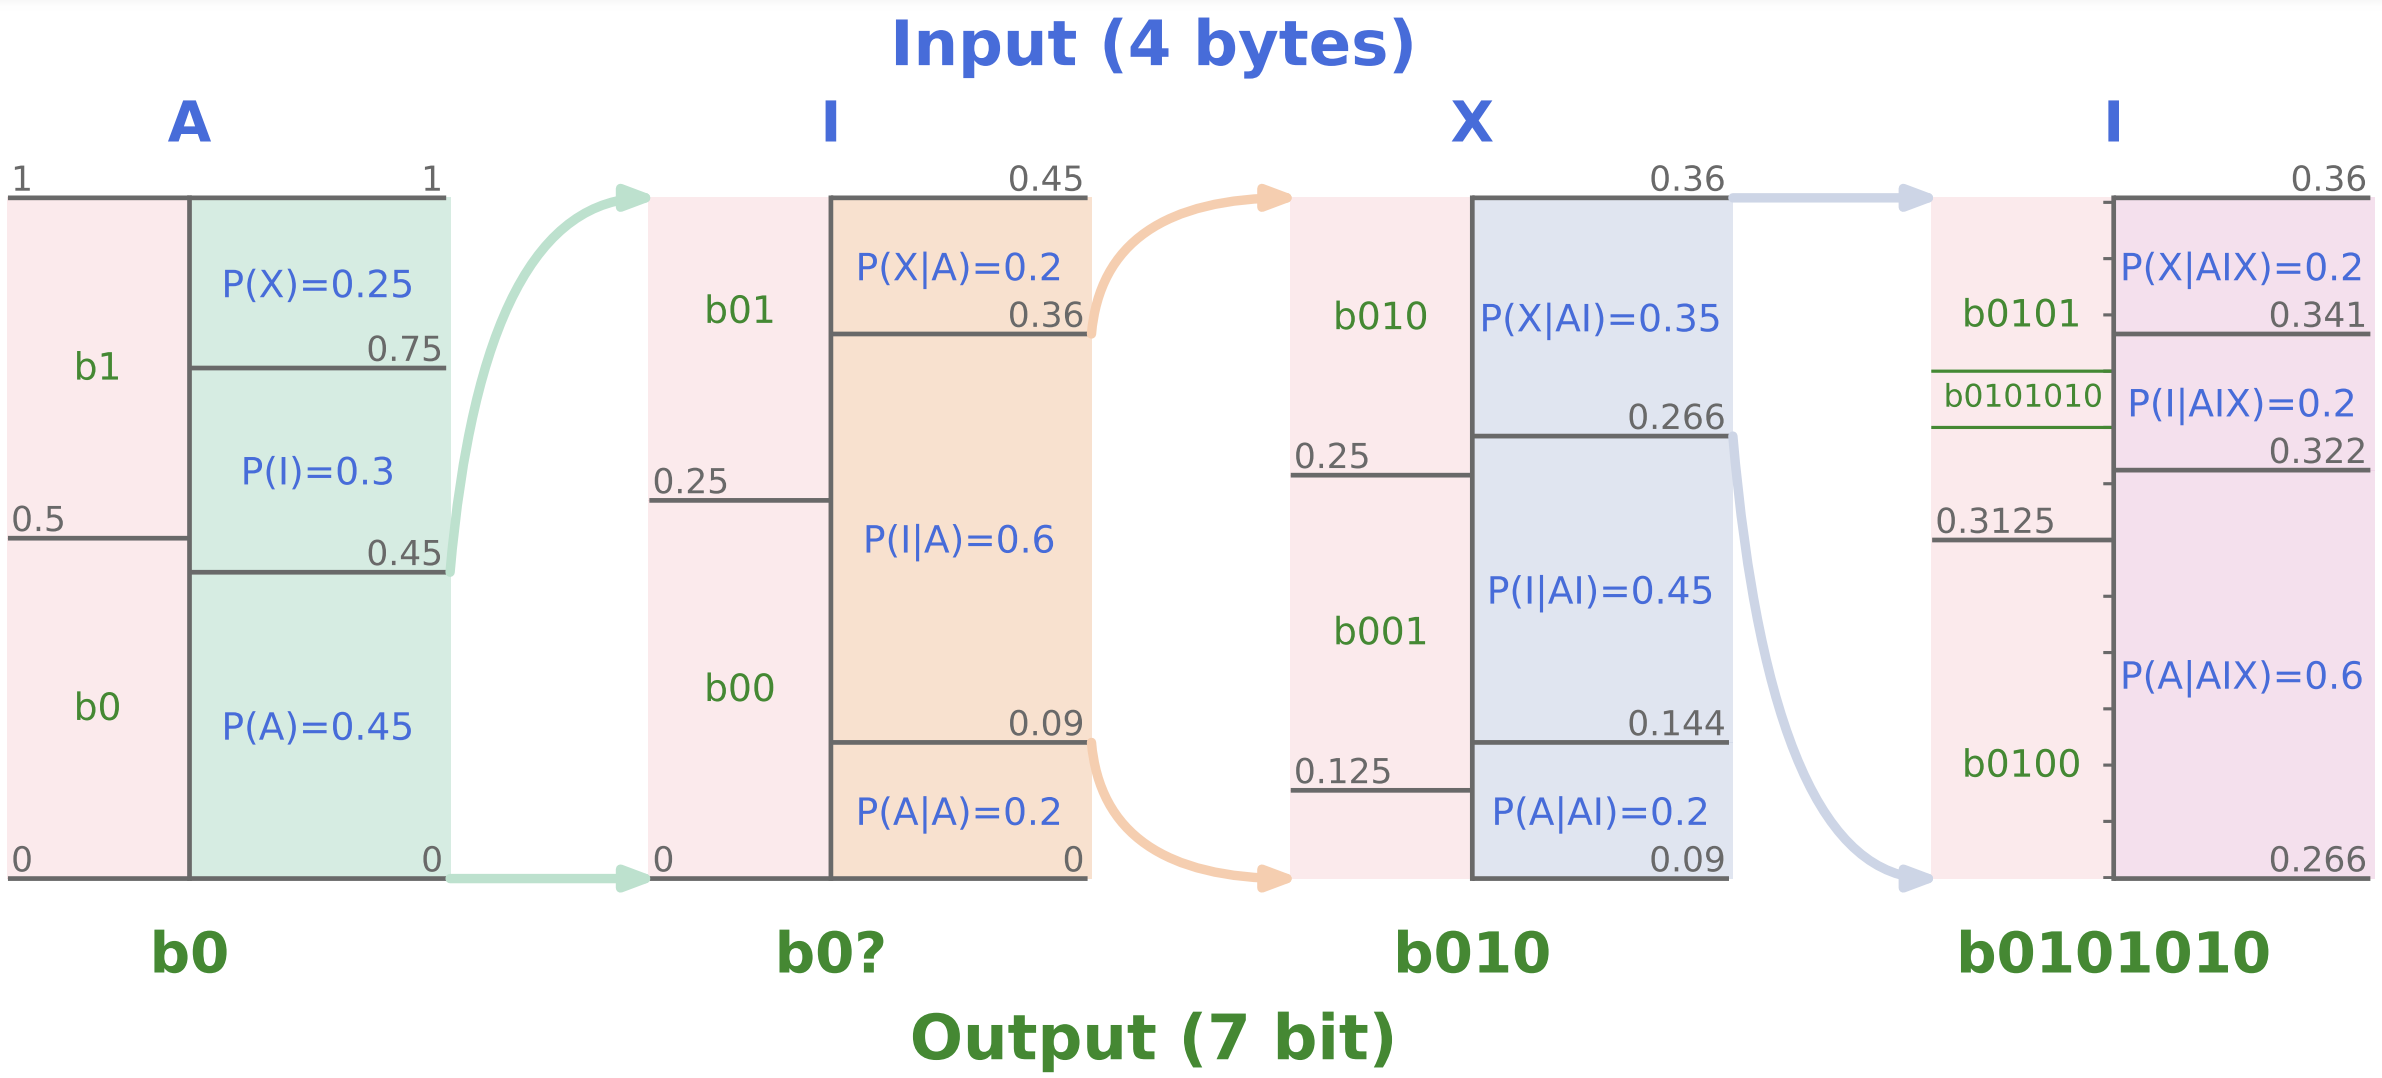 Input (4 bytes)
A
I
X
I
1
1
P(X)=0.25
0.75
b1
P(I)=0.3
0.5
0.45
b0
P(A)=0.45
0
0
0.45
P(X|A)=0.2
b01
0.36
0.25
P(I|A)=0.6
b00
0.09
P(A|A)=0.2
0
0
0.36
b010
P(X|AI)=0.35
0.266
0.25
P(I|AI)=0.45
b001
0.144
0.125
P(A|AI)=0.2
0.09
0.36
P(X|AIX)=0.2
b0101
0.341
b0101010
P(I|AIX)=0.2
0.322
0.3125
P(A|AIX)=0.6
b0100
0.266
b0
b0?
b010
b0101010
Output (7 bit)